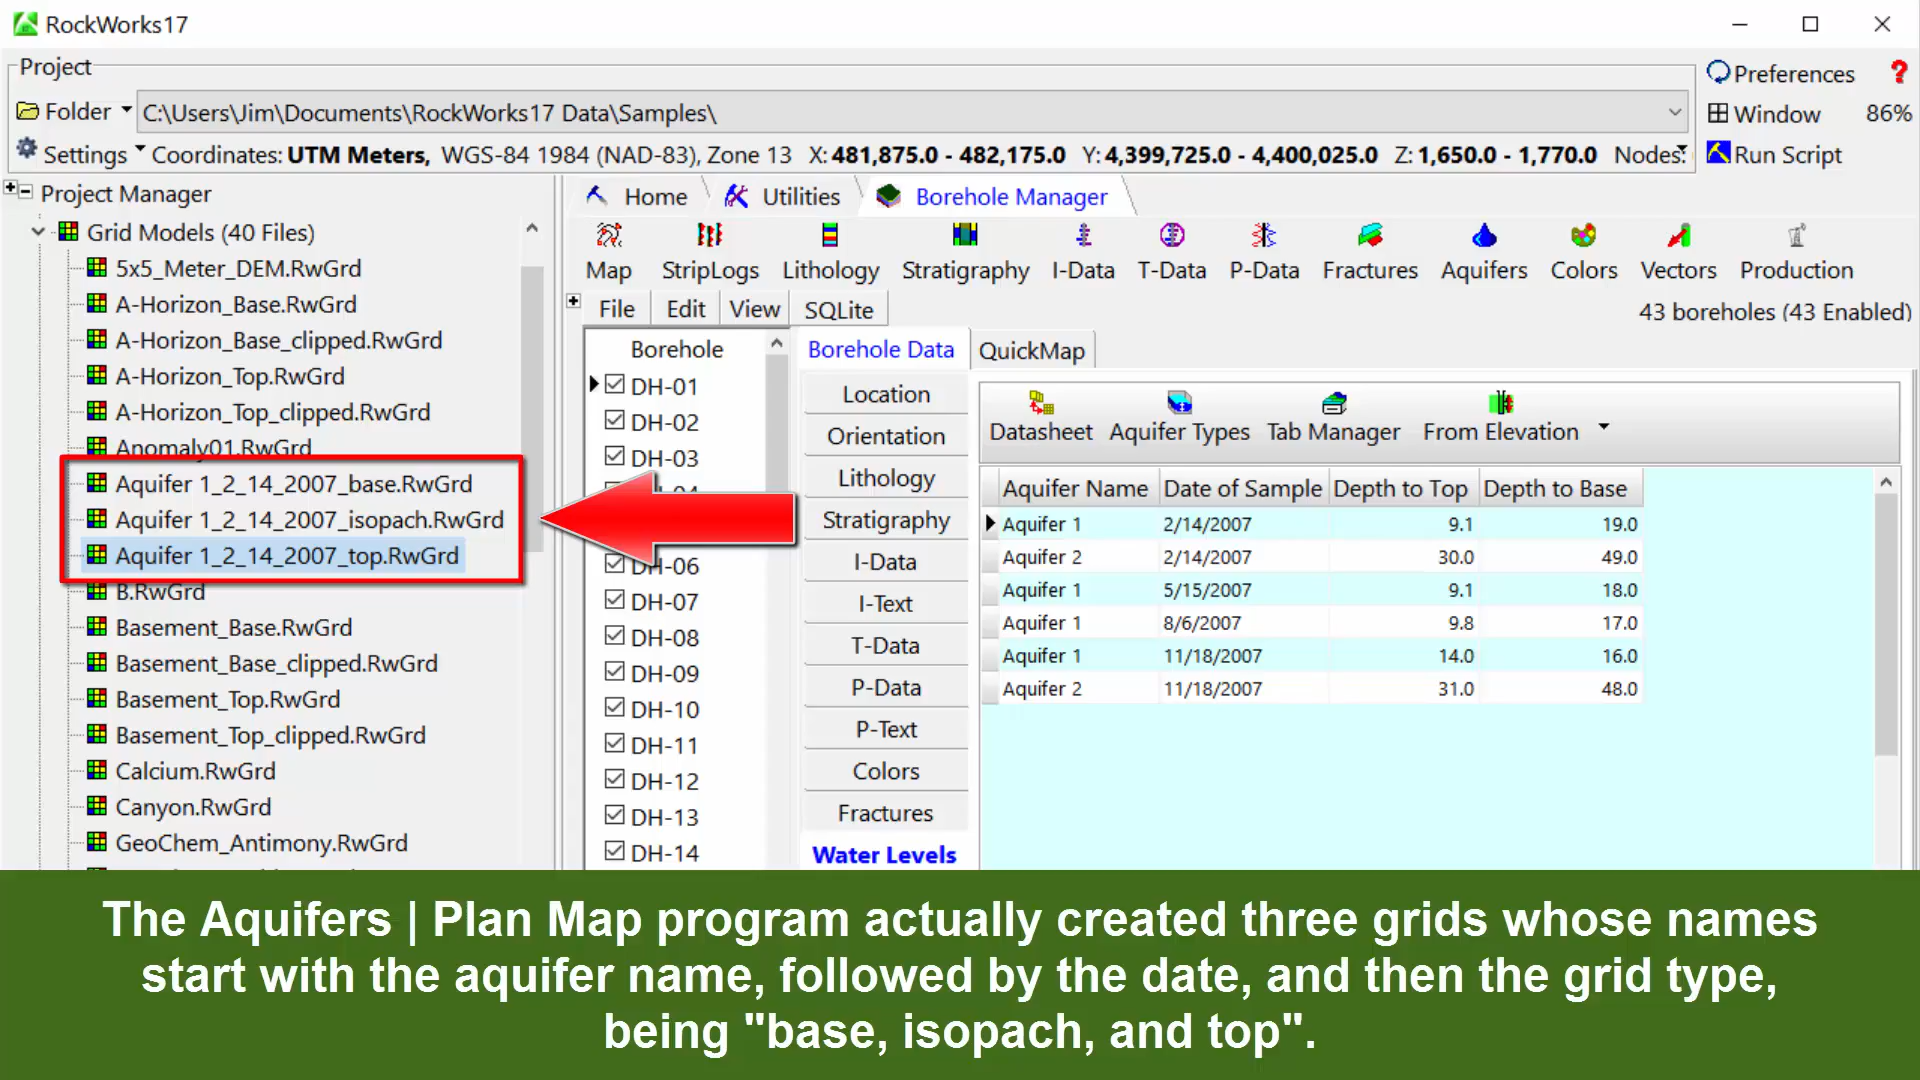 RockWorks17
Project
Folder C:\Users\Jim\Documents\RockWorks17 Data\Samples\
Settings Coordinates: UTM Meters, WGS-84 1984 (NAD-83), Zone 13 X: 481,875.0 - 482,175.0 Y: 4,399,725.0 - 4,400,025.0 Z: 1,650.0 - 1,770.0 Nodes:
Preferences ?
Window 86%
Run Script
Project Manager
Grid Models (40 Files)
5x5_Meter_DEM.RwGrd
A-Horizon_Base.RwGrd
A-Horizon_Base_clipped.RwGrd
A-Horizon_Top.RwGrd
A-Horizon_Top_clipped.RwGrd
Anomaly01.RwGrd
Aquifer 1_2_14_2007_base.RwGrd
Aquifer 1_2_14_2007_isopach.RwGrd
Aquifer 1_2_14_2007_top.RwGrd
B.RwGrd
Basement_Base.RwGrd
Basement_Base_clipped.RwGrd
Basement_Top.RwGrd
Basement_Top_clipped.RwGrd
Calcium.RwGrd
Canyon.RwGrd
GeoChem_Antimony.RwGrd
Home Utilities Borehole Manager
Map StripLogs Lithology Stratigraphy I-Data T-Data P-Data Fractures Aquifers Colors Vectors Production
File Edit View SQLite 43 boreholes (43 Enabled)
Borehole
DH-01
DH-02
DH-03
DH-04
DH-06
DH-07
DH-08
DH-09
DH-10
DH-11
DH-12
DH-13
DH-14
Borehole Data QuickMap
Location
Orientation
Lithology
Stratigraphy
I-Data
I-Text
T-Data
P-Data
P-Text
Colors
Fractures
Water Levels
Datasheet Aquifer Types Tab Manager From Elevation
Aquifer Name Date of Sample Depth to Top Depth to Base
Aquifer 1 2/14/2007 9.1 19.0
Aquifer 2 2/14/2007 30.0 49.0
Aquifer 1 5/15/2007 9.1 18.0
Aquifer 1 8/6/2007 9.8 17.0
Aquifer 1 11/18/2007 14.0 16.0
Aquifer 2 11/18/2007 31.0 48.0
The Aquifers | Plan Map program actually created three grids whose names
start with the aquifer name, followed by the date, and then the grid type,
being "base, isopach, and top".